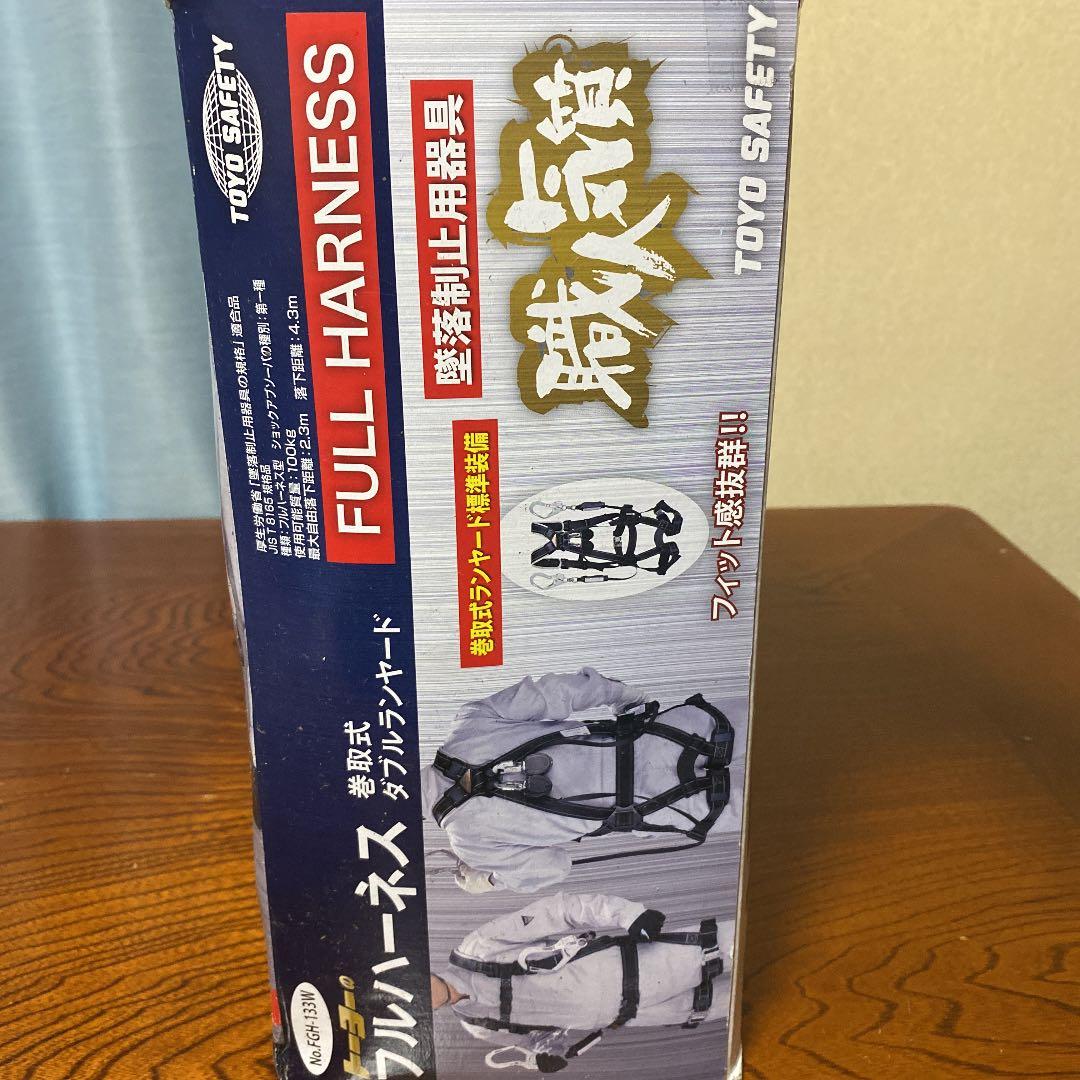 No.FGH-133W
トーヨーの
フルハーネス
巻取式
ダブルランヤード
厚生労働省「墜落制止用器具の規格」適合品
JIS T 8165 規格品
種類：フルハーネス型　ショックアブソーバの種別：第一種
使用可能質量：100kg
最大自由落下距離：2.3m　落下距離：4.3m
FULL HARNESS
TOYO SAFETY
墜落制止用器具
巻取式ランヤード標準装備
職人気質
フィット感抜群!!
TOYO SAFETY